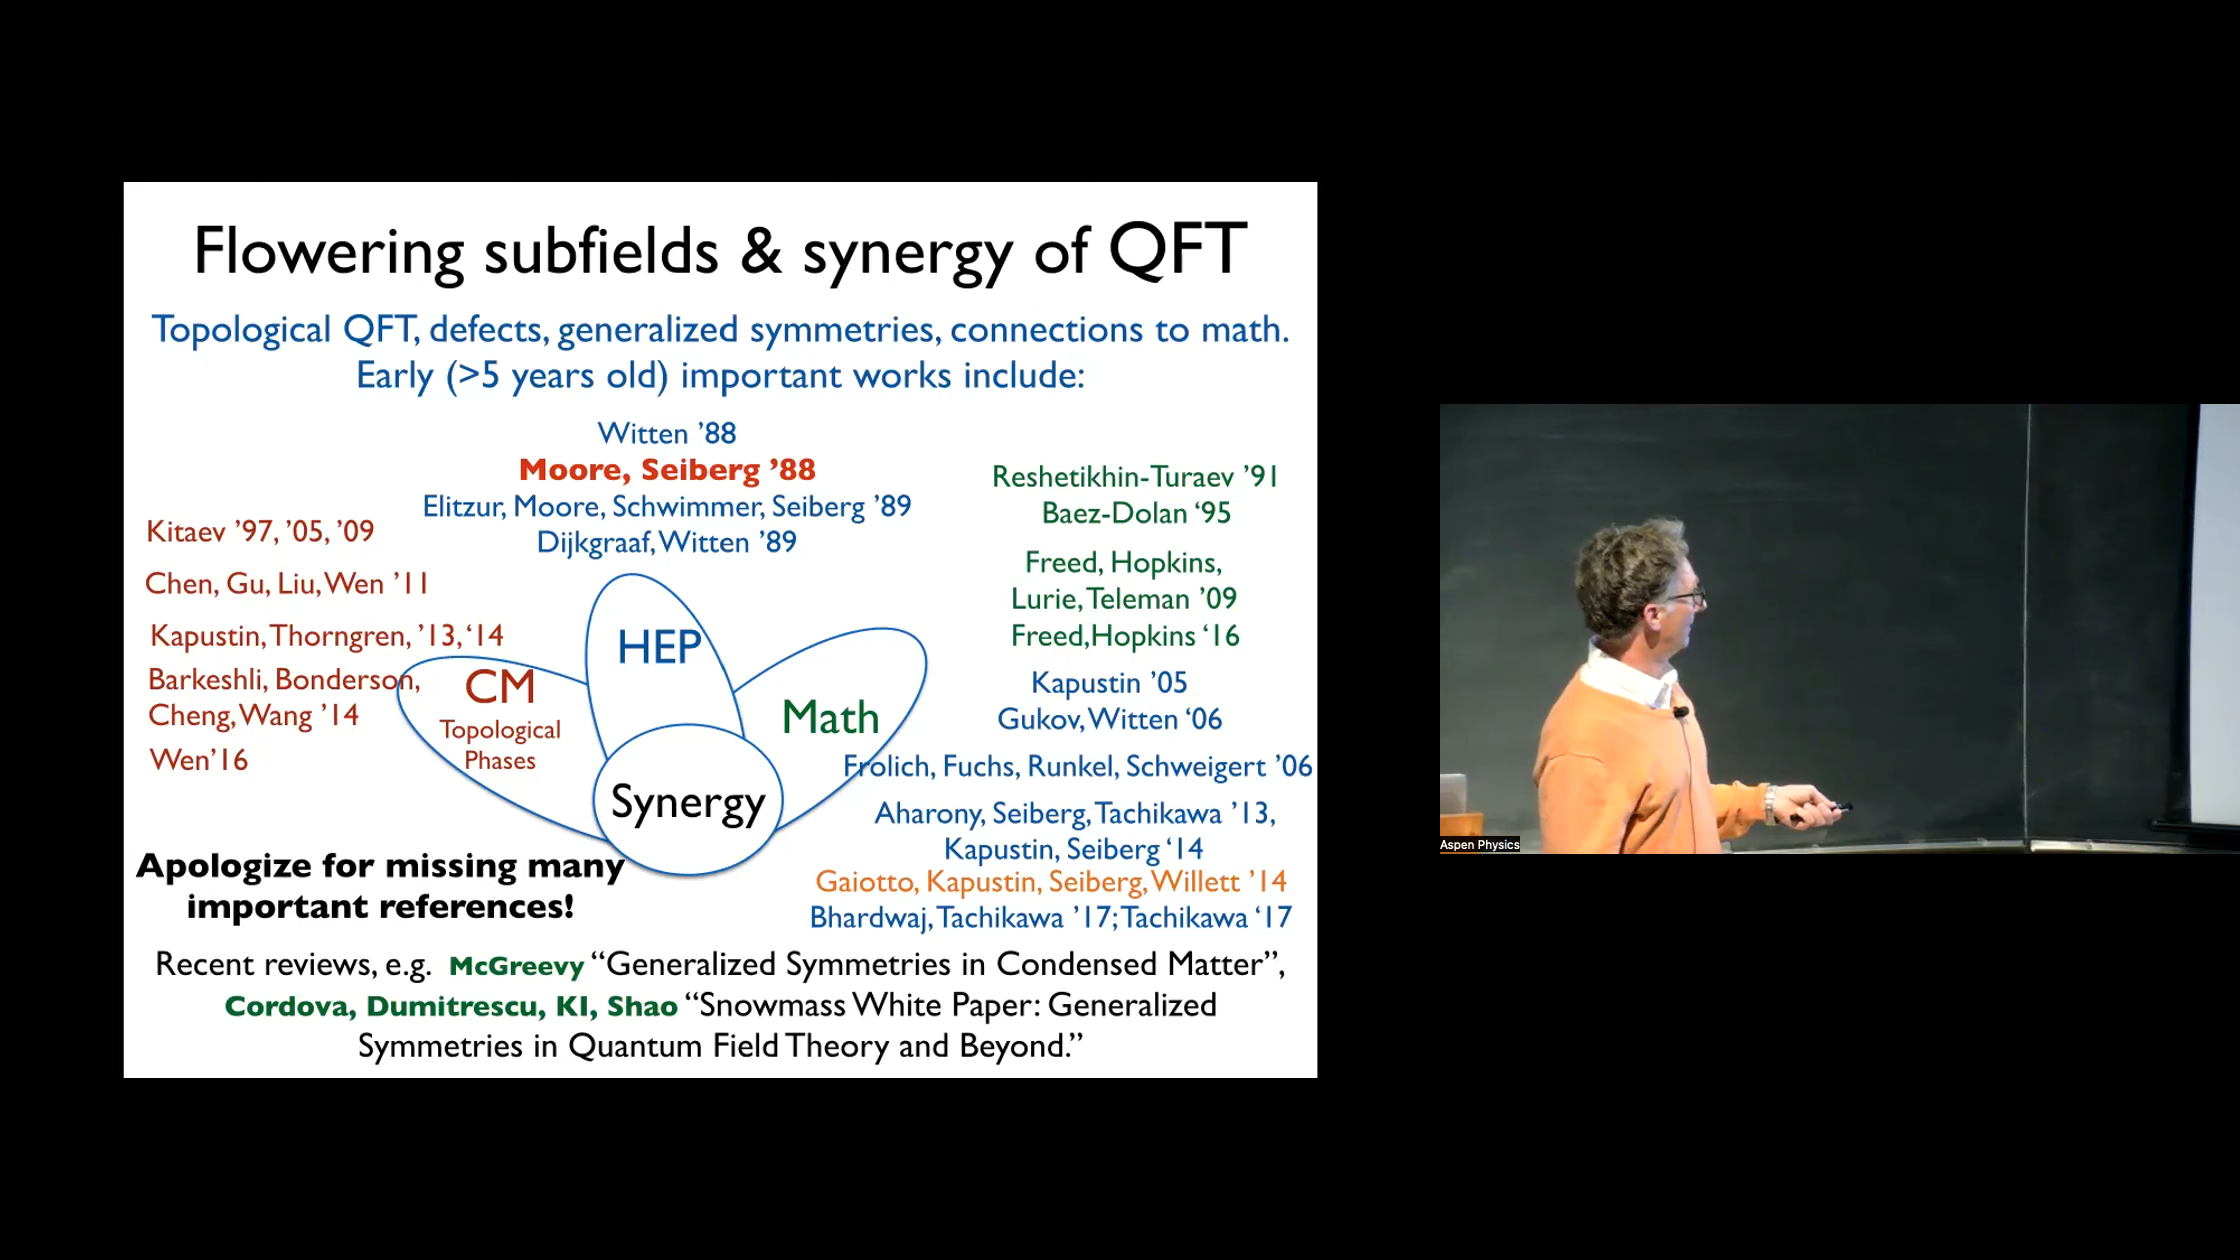 Flowering subfields & synergy of QFT
Topological QFT, defects, generalized symmetries, connections to math.
Early (>5 years old) important works include:
Witten ’88
Moore, Seiberg ’88
Elitzur, Moore, Schwimmer, Seiberg ’89
Dijkgraaf, Witten ’89
Kitaev ’97, ’05, ’09
Chen, Gu, Liu, Wen ’11
Kapustin, Thorngren, ’13, ‘14
Barkeshli, Bonderson,
Cheng, Wang ’14
Wen’16
HEP
CM
Topological
Phases
Math
Synergy
Reshetikhin-Turaev ’91
Baez-Dolan ‘95
Freed, Hopkins,
Lurie, Teleman ’09
Freed,Hopkins ‘16
Kapustin ’05
Gukov, Witten ‘06
Frolich, Fuchs, Runkel, Schweigert ’06
Aharony, Seiberg, Tachikawa ’13,
Kapustin, Seiberg ‘14
Gaiotto, Kapustin, Seiberg, Willett ’14
Bhardwaj, Tachikawa ’17; Tachikawa ‘17
Apologize for missing many
important references!
Recent reviews, e.g. McGreevy “Generalized Symmetries in Condensed Matter”,
Cordova, Dumitrescu, KI, Shao “Snowmass White Paper: Generalized
Symmetries in Quantum Field Theory and Beyond.”
Aspen Physics